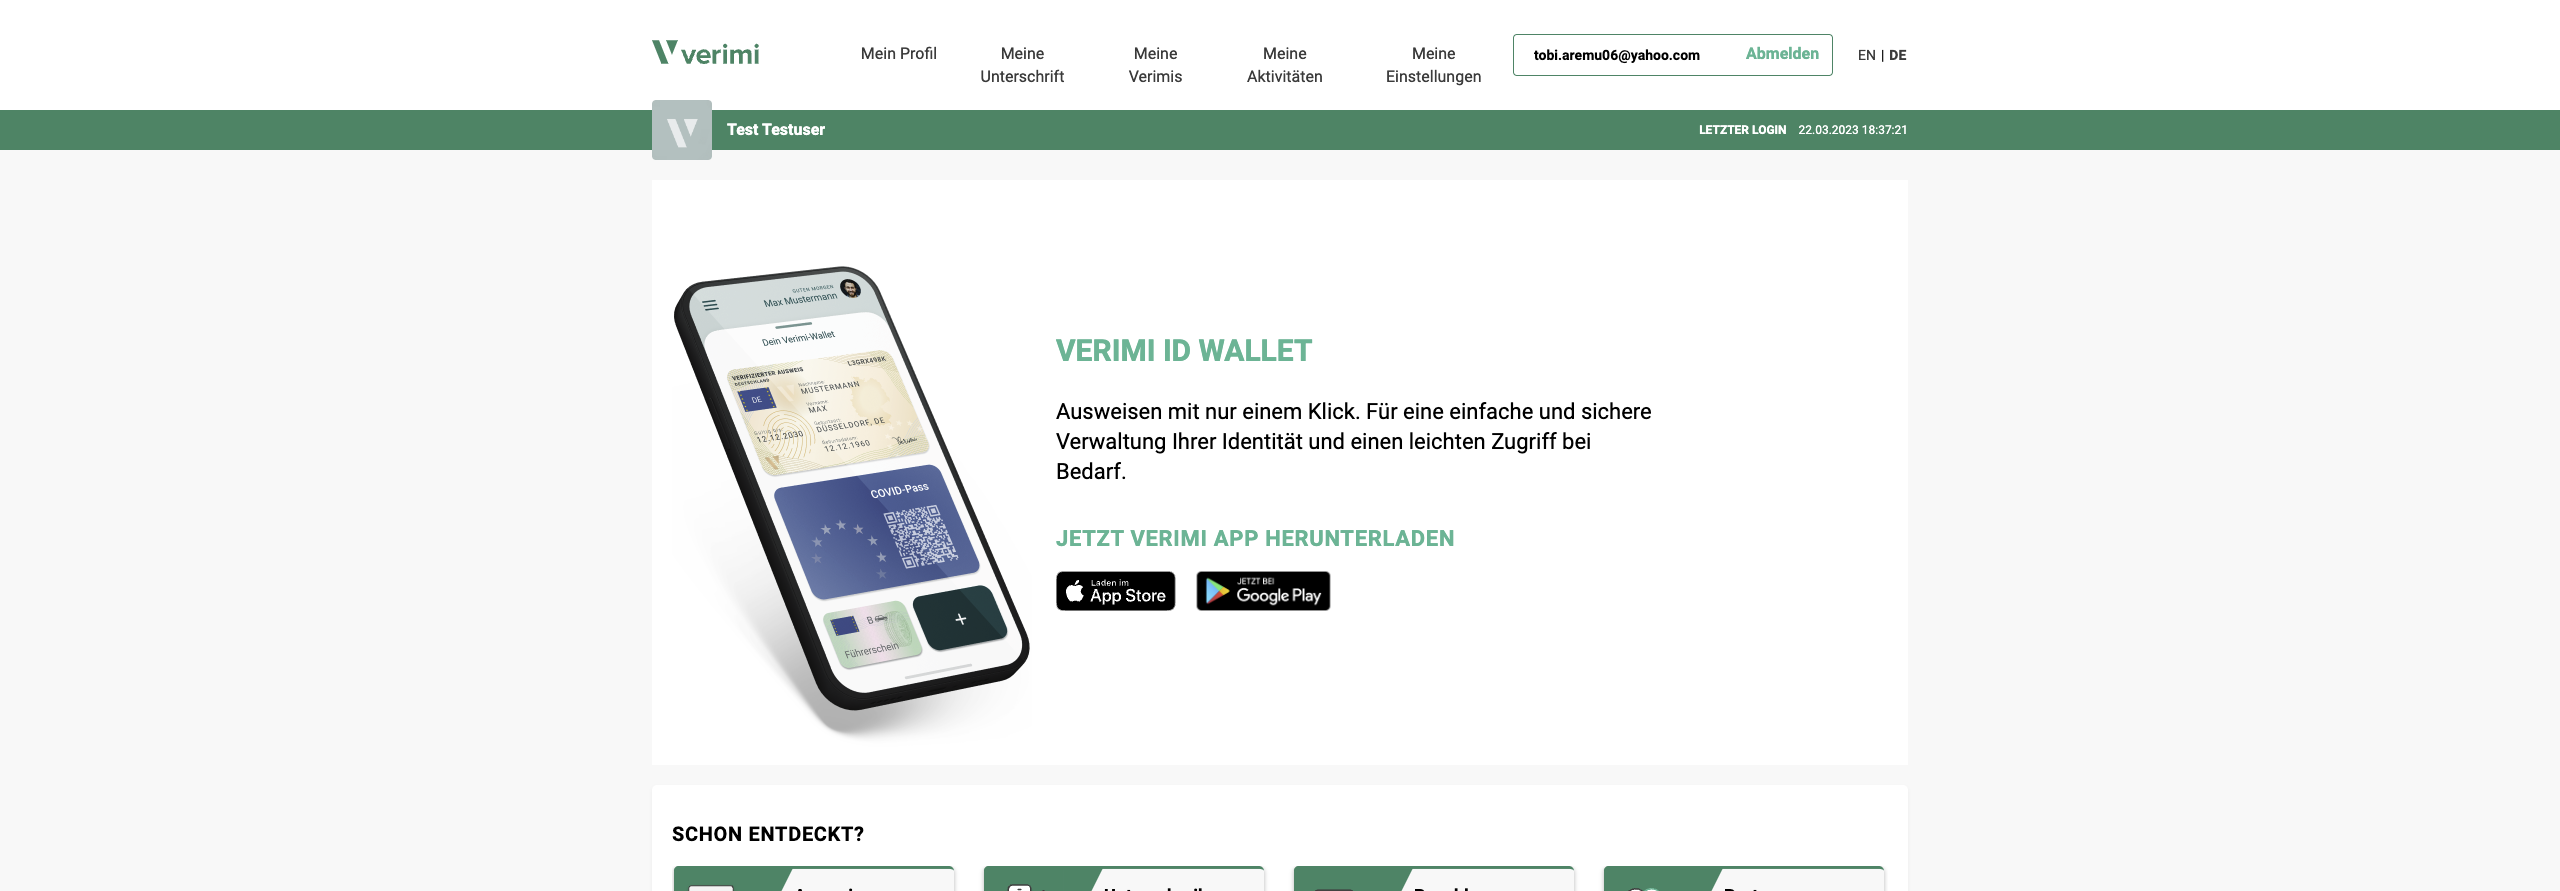 verimi
Mein Profil
Meine
Unterschrift
Meine
Verimis
Meine
Aktivitäten
Meine
Einstellungen
tobi.aremu06@yahoo.com Abmelden
EN | DE
Test Testuser
LETZTER LOGIN 22.03.2023 18:37:21
GUTEN MORGEN
Max Mustermann
Dein Verimi-Wallet
VERIFIZIERTER AUSWEIS
DEUTSCHLAND
L3GRX498K
DE
Nachname
MUSTERMANN
Vorname
MAX
Geburtsort
DÜSSELDORF, DE
12.12.2030
Geburtsdatum
12.12.1960
COVID-Pass
B
Führerschein
+
VERIMI ID WALLET
Ausweisen mit nur einem Klick. Für eine einfache und sichere
Verwaltung Ihrer Identität und einen leichten Zugriff bei
Bedarf.
JETZT VERIMI APP HERUNTERLADEN
Laden im
App Store
JETZT BEI
Google Play
SCHON ENTDECKT?